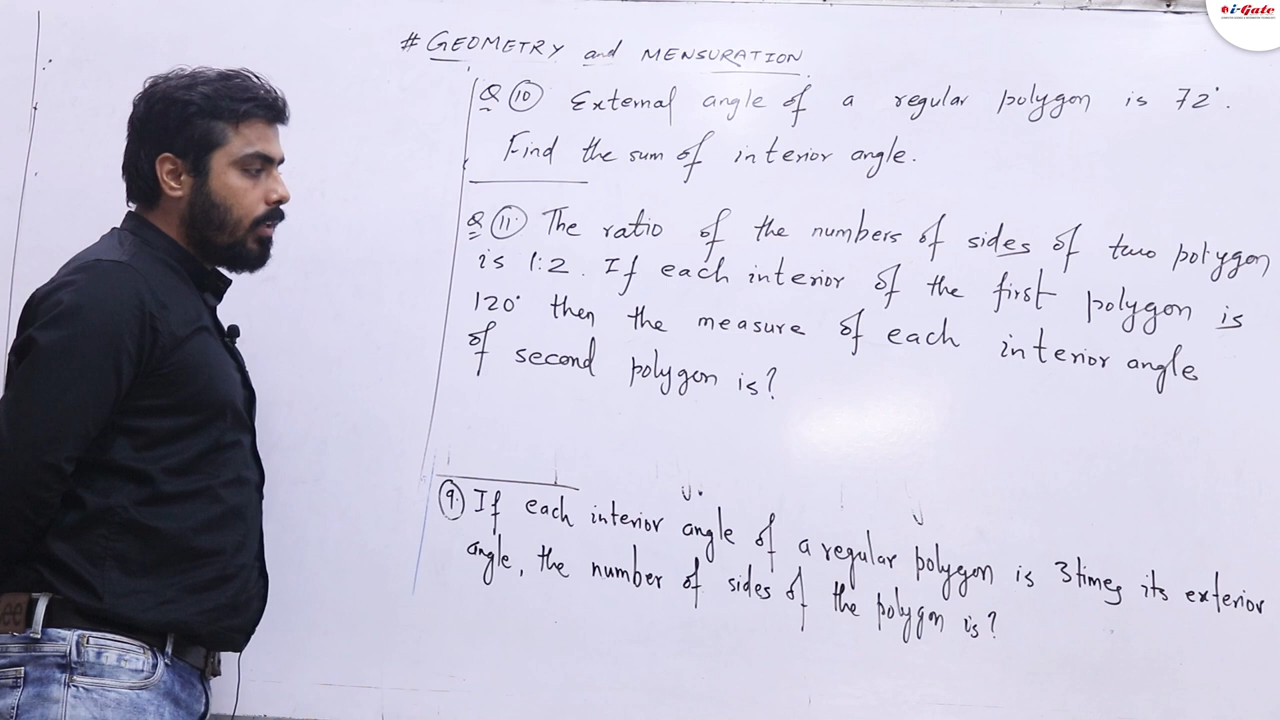 i-Gate
# GEOMETRY and MENSURATION
Q 10 External angle of a regular polygon is 72°.
Find the sum of interior angle.
Q 11. The ratio of the numbers of sides of two polygon
is 1:2. If each interior of the first polygon is
120° then the measure of each interior angle
of second polygon is?
9. If each interior angle of a regular polygon is 3 times its exterior
angle, the number of sides of the polygon is?